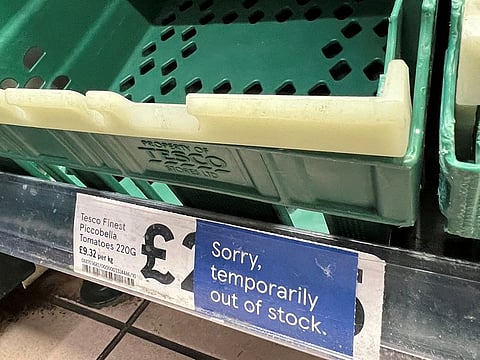 PROPERTY OF
TESCO
STORES LTD
Tesco Finest
Piccobella
Tomatoes 220G
£9.32 per kg
£2
5
Sorry,
temporarily
out of stock.